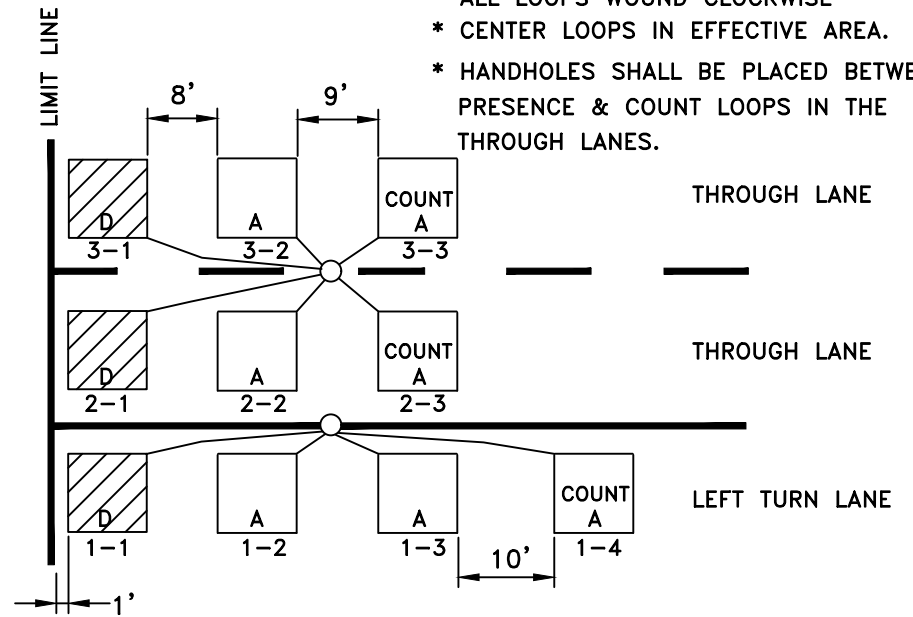 ALL LOOPS WOUND CLOCKWISE
* CENTER LOOPS IN EFFECTIVE AREA.
* HANDHOLES SHALL BE PLACED BETWE
PRESENCE & COUNT LOOPS IN THE
THROUGH LANES.
LIMIT LINE
8'
9'
D
A
COUNT
A
THROUGH LANE
3-1
3-2
3-3
D
A
COUNT
A
THROUGH LANE
2-1
2-2
2-3
D
A
A
COUNT
A
LEFT TURN LANE
1-1
1-2
1-3
1-4
10'
1'